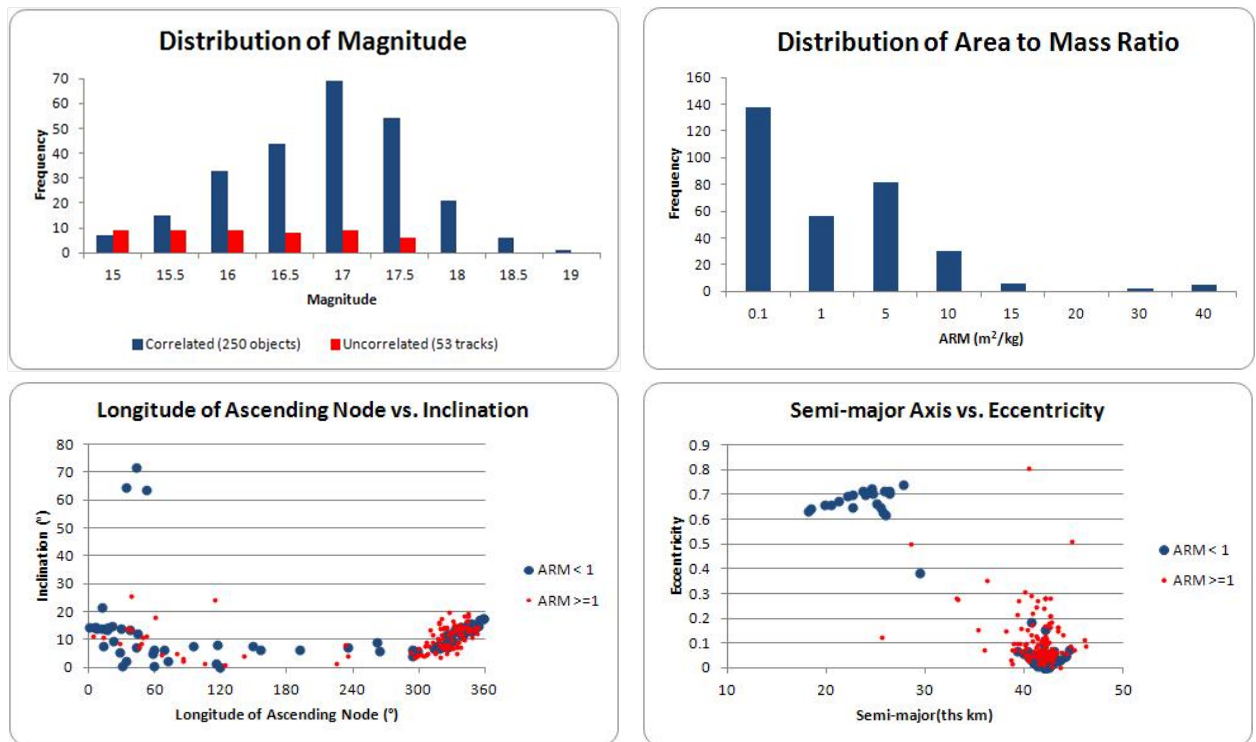 Distribution of Magnitude
70
60
50
40
30
20
10
0
Frequency
15 15.5 16 16.5 17 17.5 18 18.5 19
Magnitude
Correlated (250 objects) Uncorrelated (53 tracks)
Distribution of Area to Mass Ratio
160
140
120
100
80
60
40
20
0
Frequency
0.1 1 5 10 15 20 30 40
ARM (m²/kg)
Longitude of Ascending Node vs. Inclination
80
70
60
50
40
30
20
10
0
Inclination (°)
0 60 120 180 240 300 360
Longitude of Ascending Node (°)
ARM < 1
ARM >=1
Semi-major Axis vs. Eccentricity
0.9
0.8
0.7
0.6
0.5
0.4
0.3
0.2
0.1
0
Eccentricity
10 20 30 40 50
Semi-major(ths km)
ARM < 1
ARM >=1